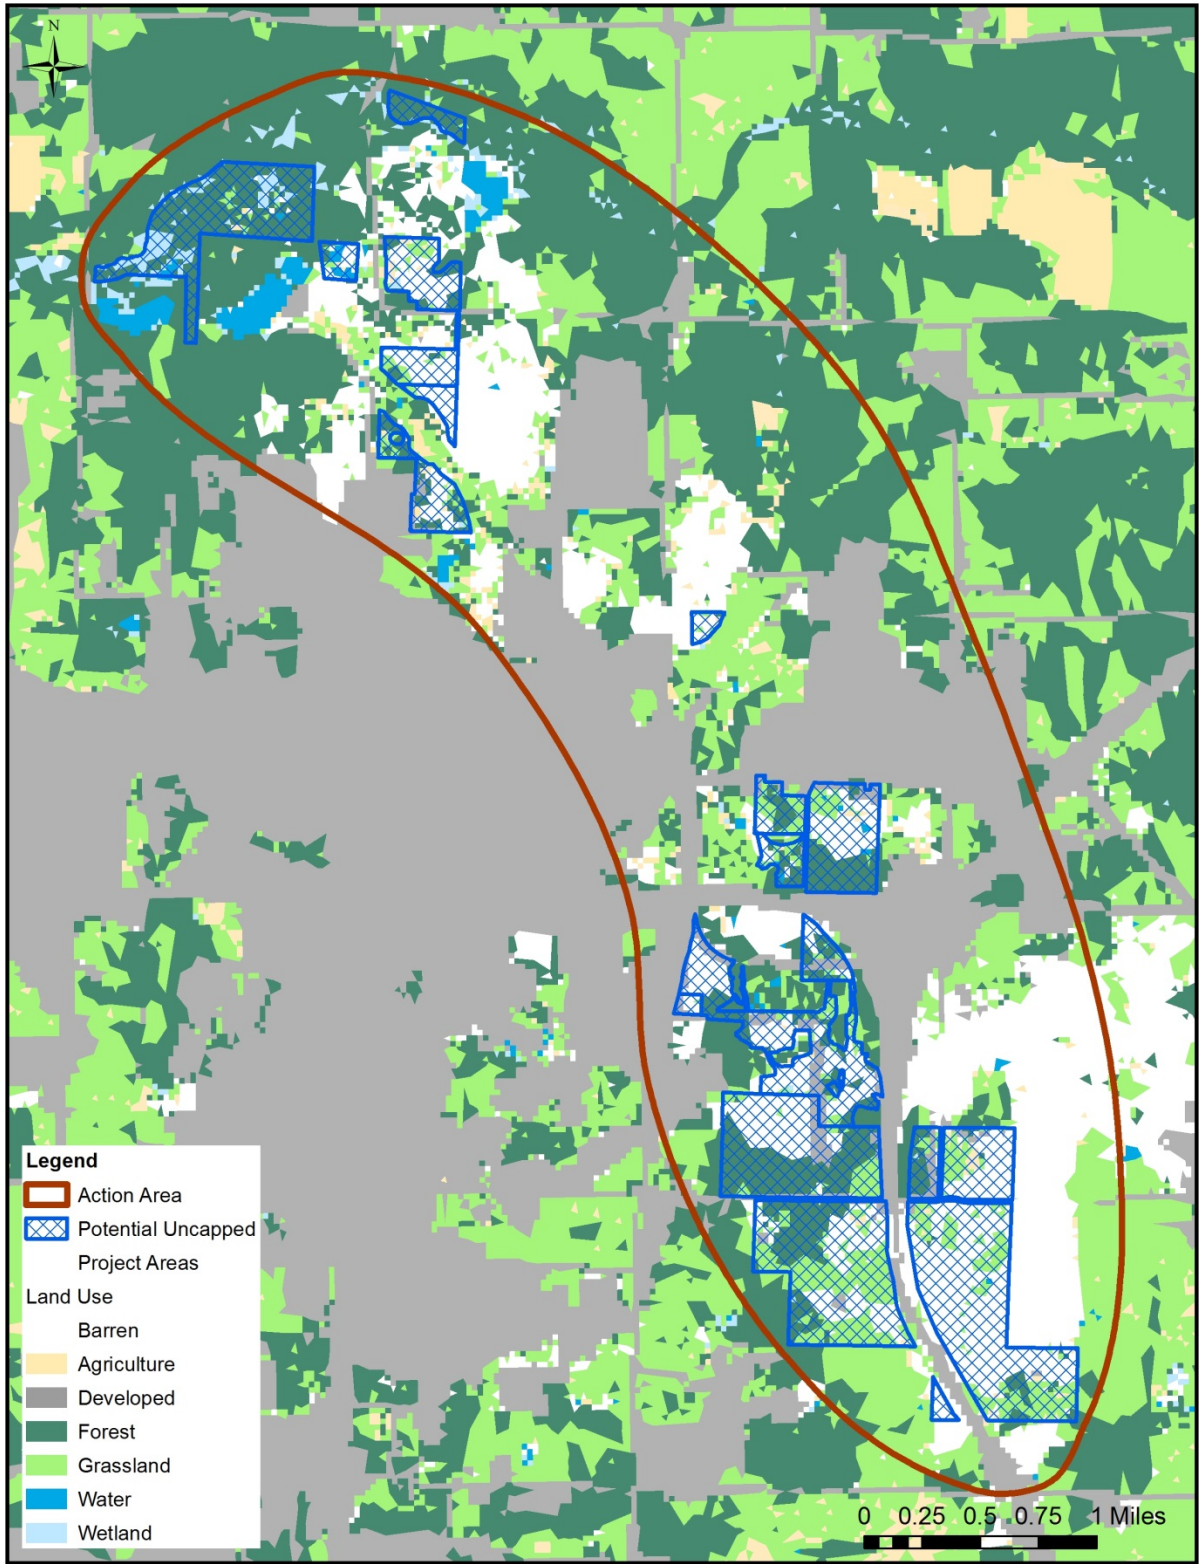 N
Legend
Action Area
Potential Uncapped
Project Areas
Land Use
Barren
Agriculture
Developed
Forest
Grassland
Water
Wetland
0 0.25 0.5 0.75 1 Miles